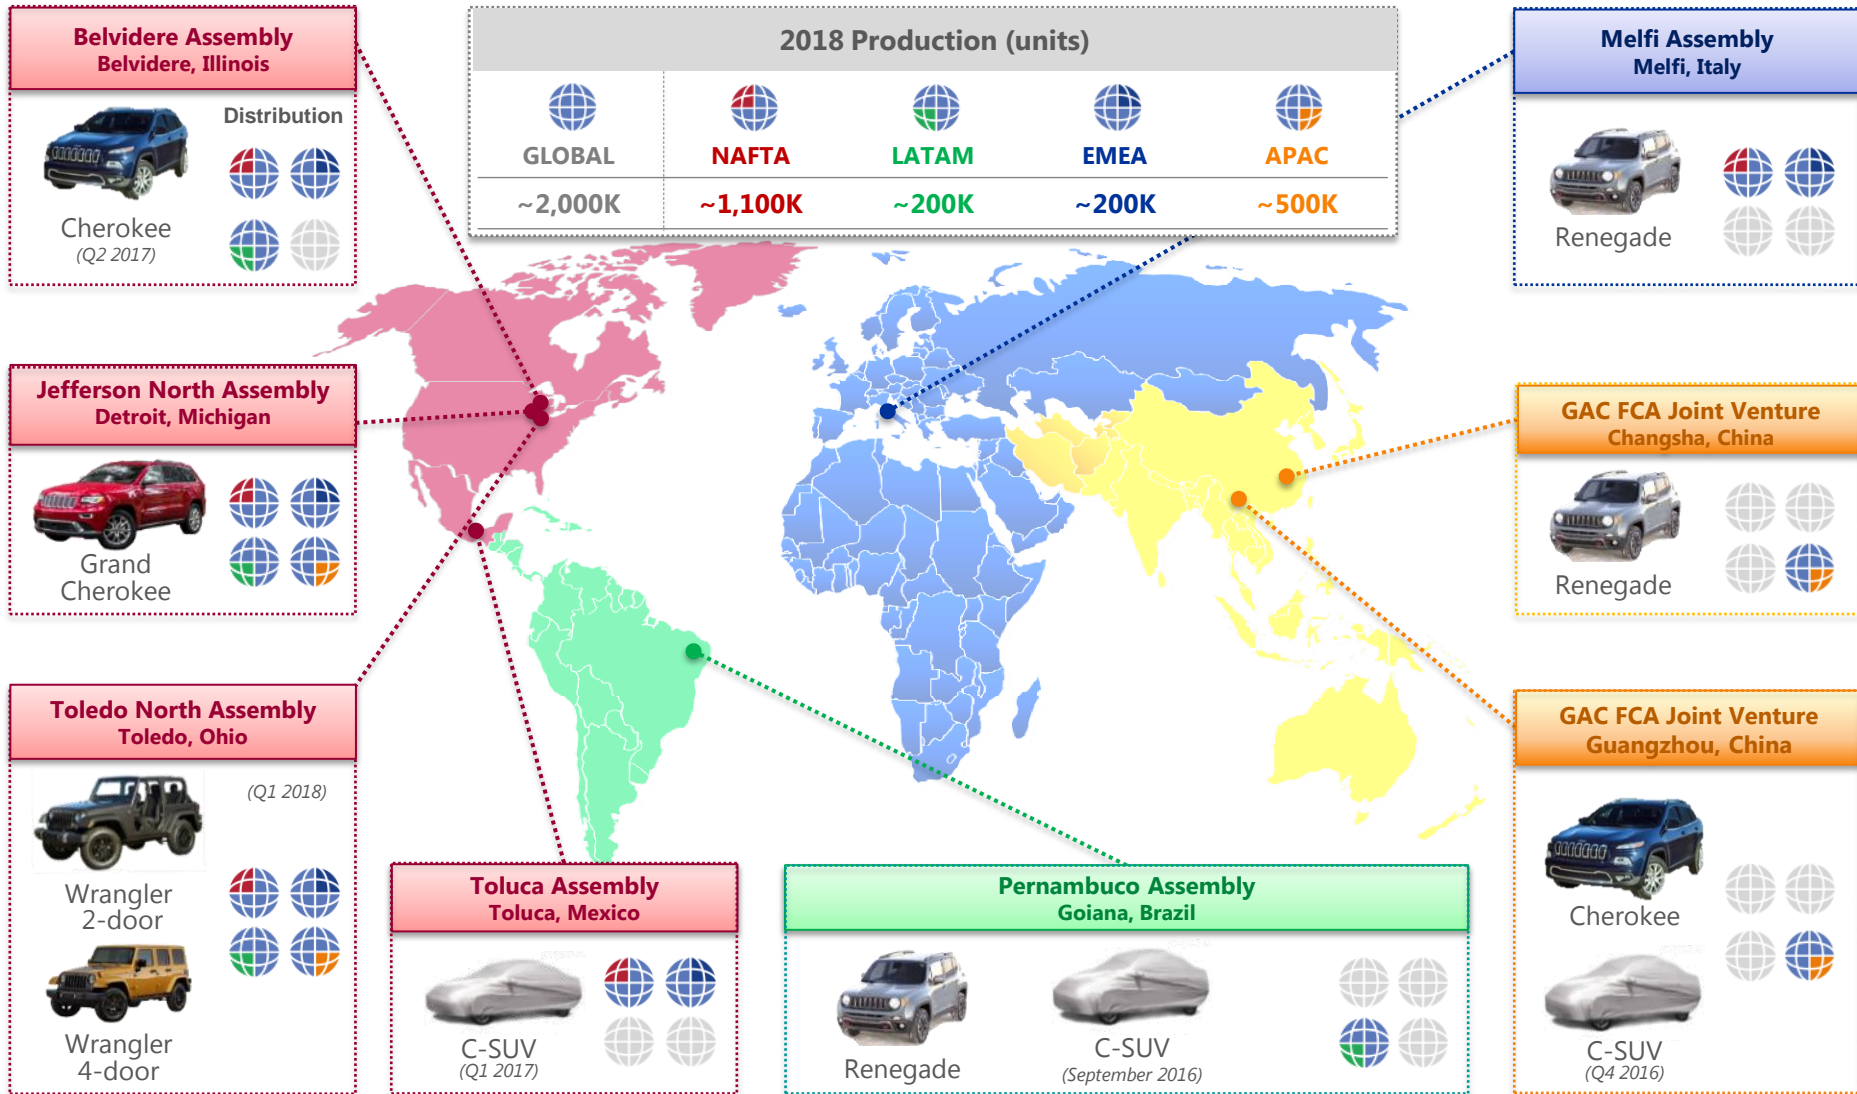 Belvidere Assembly
Belvidere, Illinois
Distribution
Cherokee
(Q2 2017)
2018 Production (units)
GLOBAL NAFTA LATAM EMEA APAC
~2,000K ~1,100K ~200K ~200K ~500K
Melfi Assembly
Melfi, Italy
Renegade
Jefferson North Assembly
Detroit, Michigan
Grand
Cherokee
GAC FCA Joint Venture
Changsha, China
Renegade
Toledo North Assembly
Toledo, Ohio
(Q1 2018)
Wrangler
2-door
Wrangler
4-door
Toluca Assembly
Toluca, Mexico
C-SUV
(Q1 2017)
Pernambuco Assembly
Goiana, Brazil
Renegade
C-SUV
(September 2016)
GAC FCA Joint Venture
Guangzhou, China
Cherokee
C-SUV
(Q4 2016)